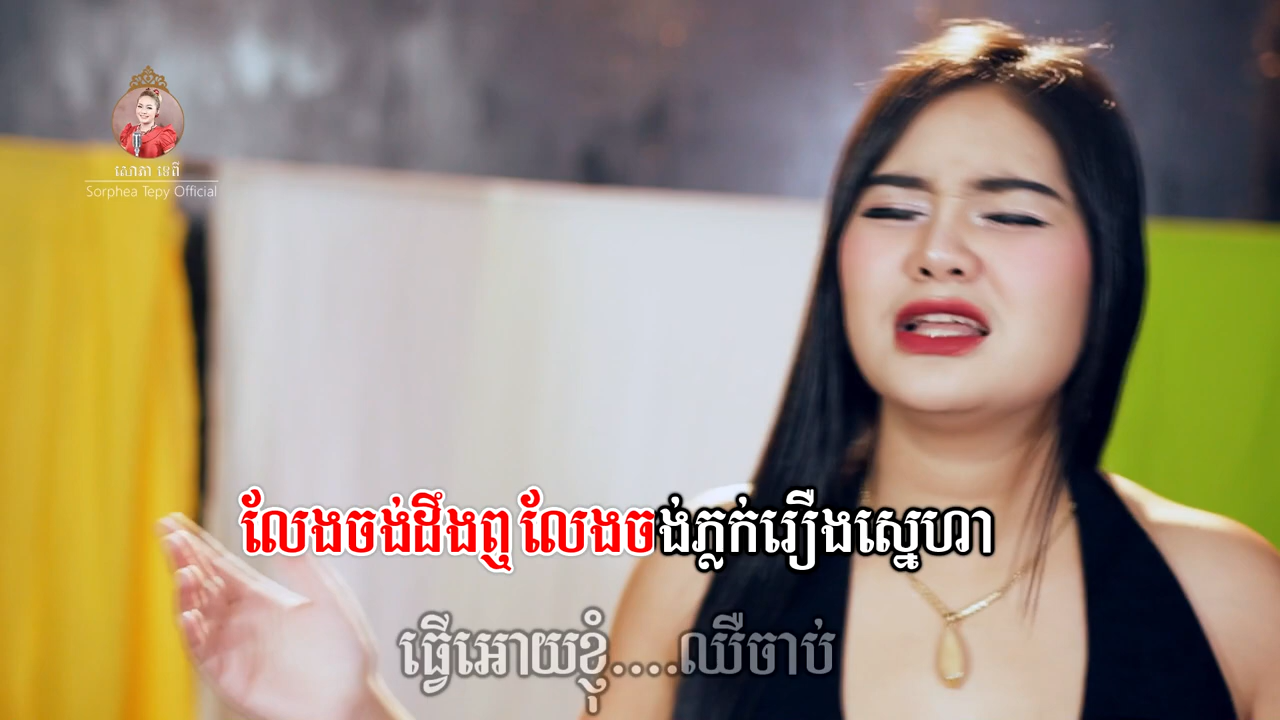 សោភា ទេពី
Sorphea Tepy Official
លែងចង់ដឹងឮ លែងចង់ភ្លក់រឿងស្នេហា
ធ្វើអោយខ្ញុំ....ឈឺចាប់